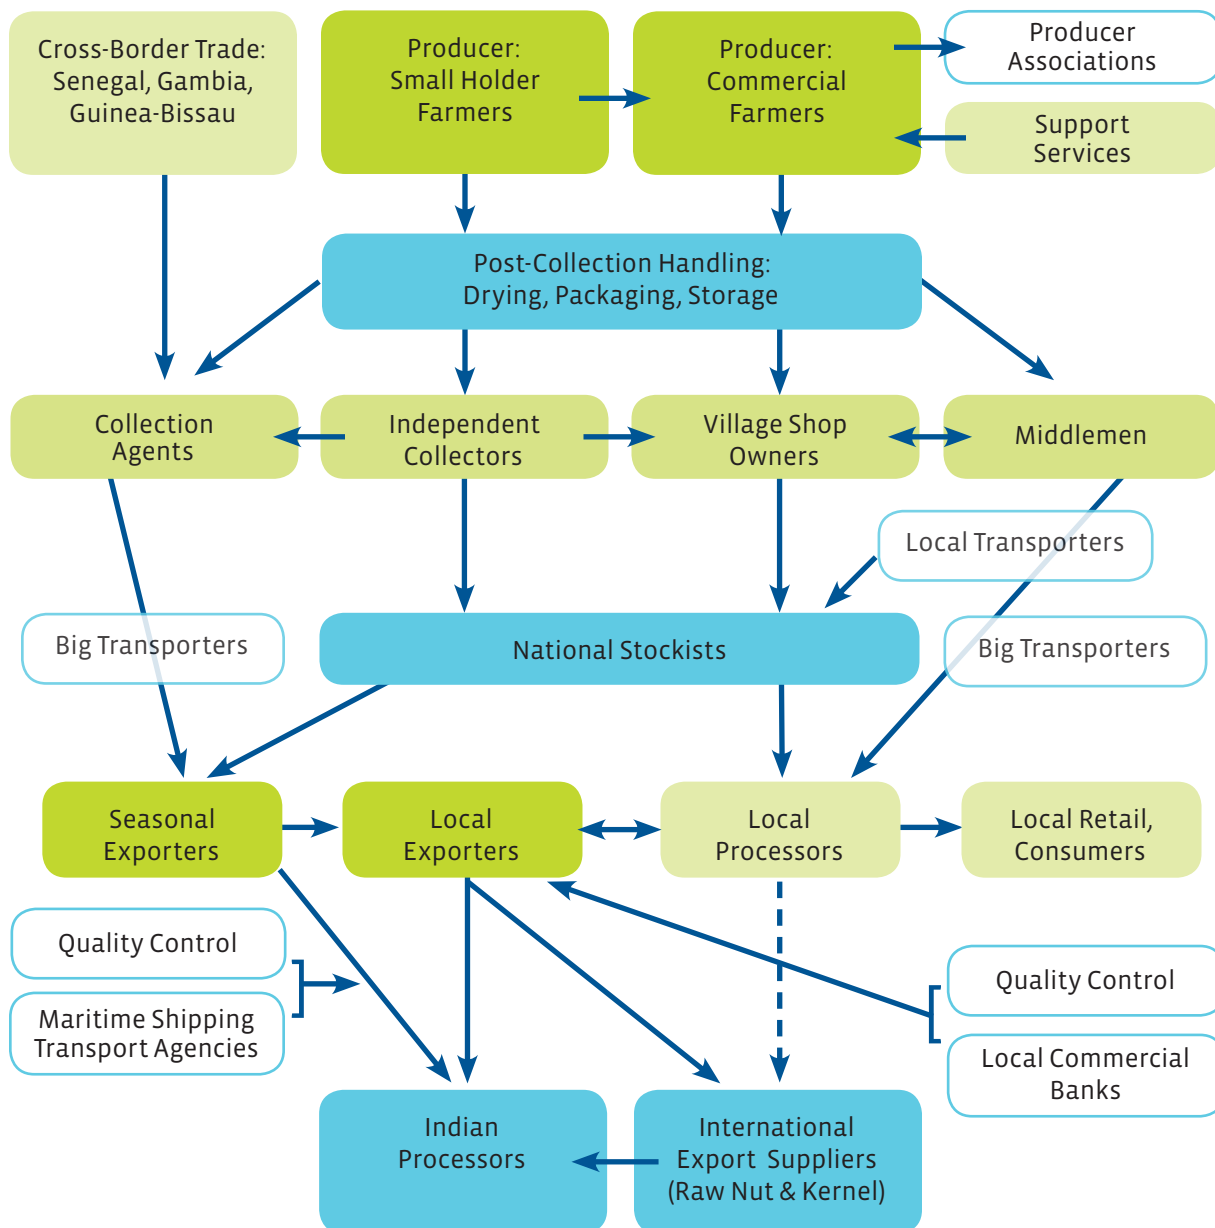 Cross-Border Trade:
Senegal, Gambia,
Guinea-Bissau
Producer:
Small Holder
Farmers
Producer:
Commercial
Farmers
Producer
Associations
Support
Services
Post-Collection Handling:
Drying, Packaging, Storage
Collection
Agents
Independent
Collectors
Village Shop
Owners
Middlemen
Local Transporters
Big Transporters
National Stockists
Big Transporters
Seasonal
Exporters
Local
Exporters
Local
Processors
Local Retail,
Consumers
Quality Control
Maritime Shipping
Transport Agencies
Quality Control
Local Commercial
Banks
Indian
Processors
International
Export Suppliers
(Raw Nut & Kernel)